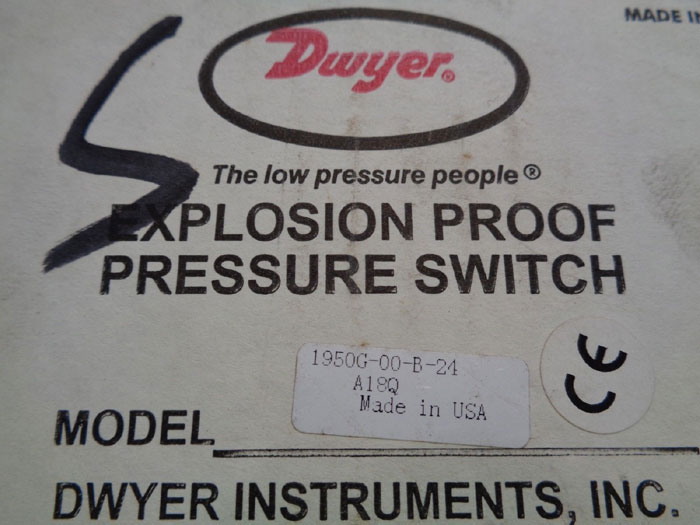 MADE IN
Dwyer®
The low pressure people®
EXPLOSION PROOF
PRESSURE SWITCH
1950G-00-B-24
A18Q
Made in USA
CE
MODEL
DWYER INSTRUMENTS, INC.